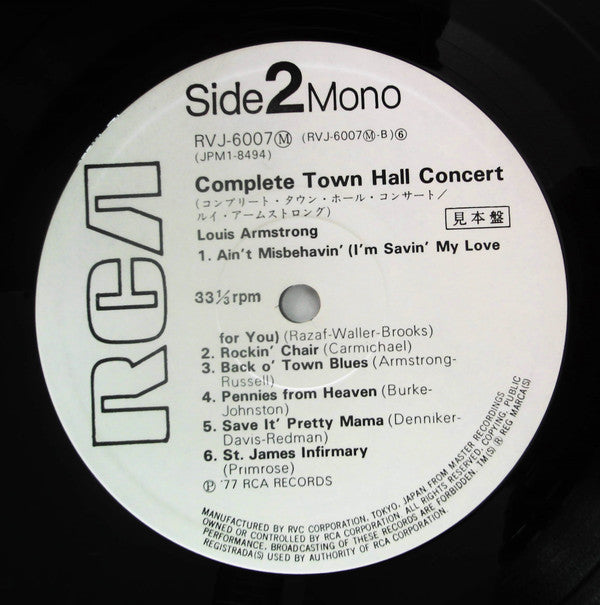 Side 2 Mono
RVJ-6007Ⓜ (RVJ-6007Ⓜ-B)⑥
(JPM1-8494)
Complete Town Hall Concert
(コンプリート・タウン・ホール・コンサート/
ルイ・アームストロング)
見本盤
Louis Armstrong
1. Ain't Misbehavin' (I'm Savin' My Love
33⅓rpm
for You) (Razaf-Waller-Brooks)
2. Rockin' Chair (Carmichael)
3. Back o' Town Blues (Armstrong-
Russell)
4. Pennies from Heaven (Burke-
Johnston)
5. Save It' Pretty Mama (Denniker-
Davis-Redman)
6. St. James Infirmary
(Primrose)
Ⓟ '77 RCA RECORDS
RCA
MANUFACTURED BY RVC CORPORATION, TOKYO, JAPAN FROM MASTER RECORDINGS
OWNED OR CONTROLLED BY RCA CORPORATION. ALL RIGHTS RESERVED. COPYING, PUBLIC
PERFORMANCE, BROADCASTING OF THESE RECORDS ARE FORBIDDEN. TM(S) ® REG MARCA(S)
REGISTRADA(S) USED BY AUTHORITY OF RCA CORPORATION.